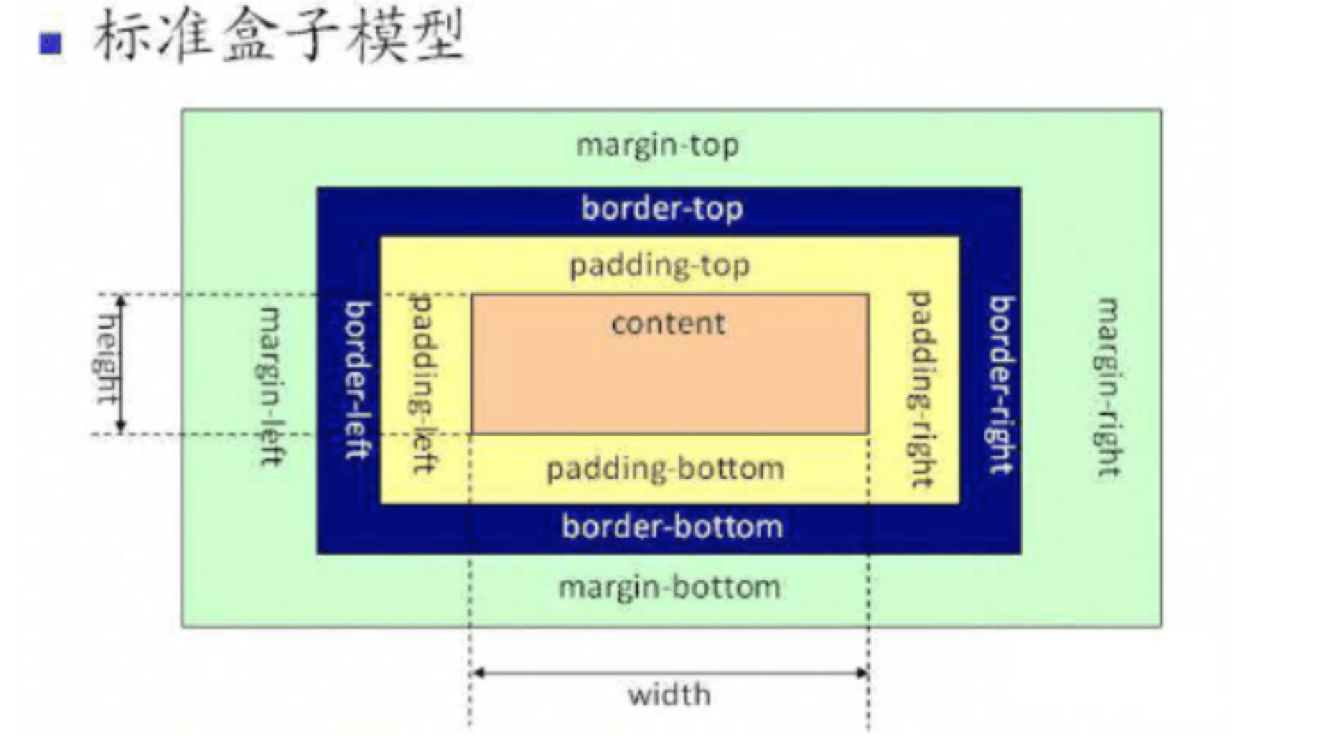 标准盒子模型
margin-top
border-top
padding-top
content
height
margin-left
border-left
padding-left
padding-right
border-right
margin-right
padding-bottom
border-bottom
margin-bottom
width